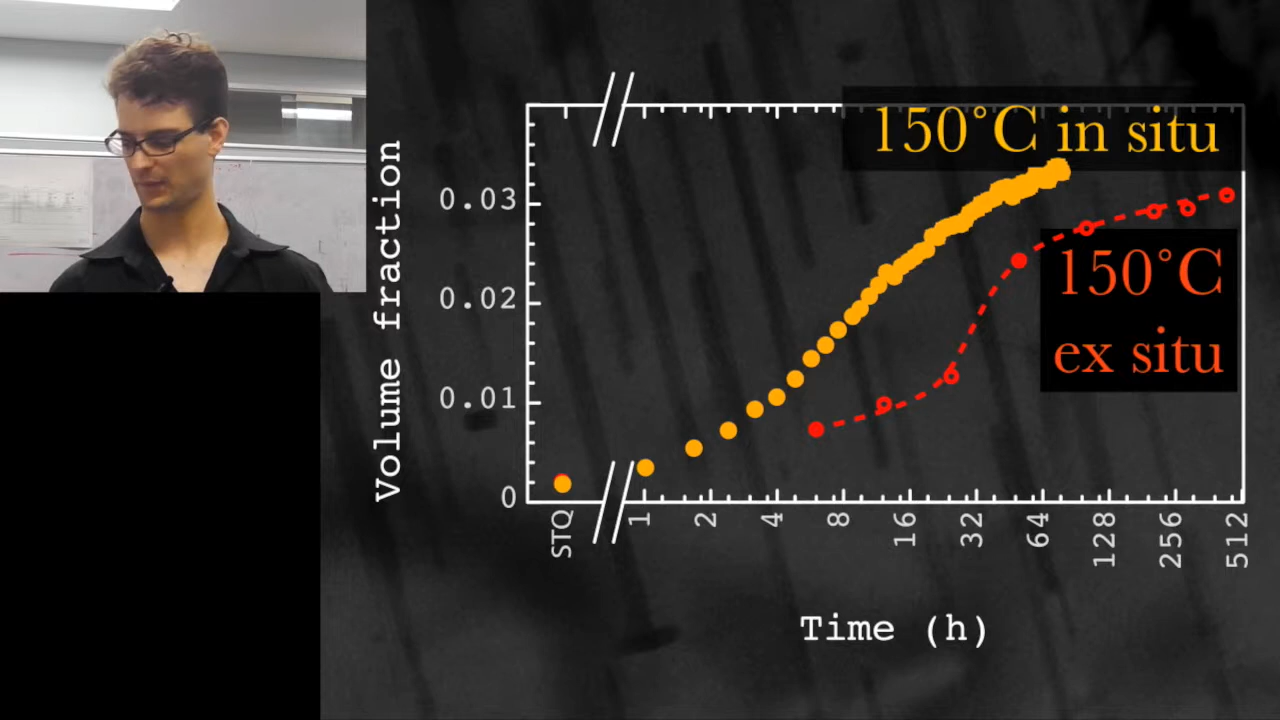 150°C in situ
Volume fraction
0.03
0.02
0.01
0
150°C
ex situ
STQ
1
2
4
8
16
32
64
128
256
512
Time (h)